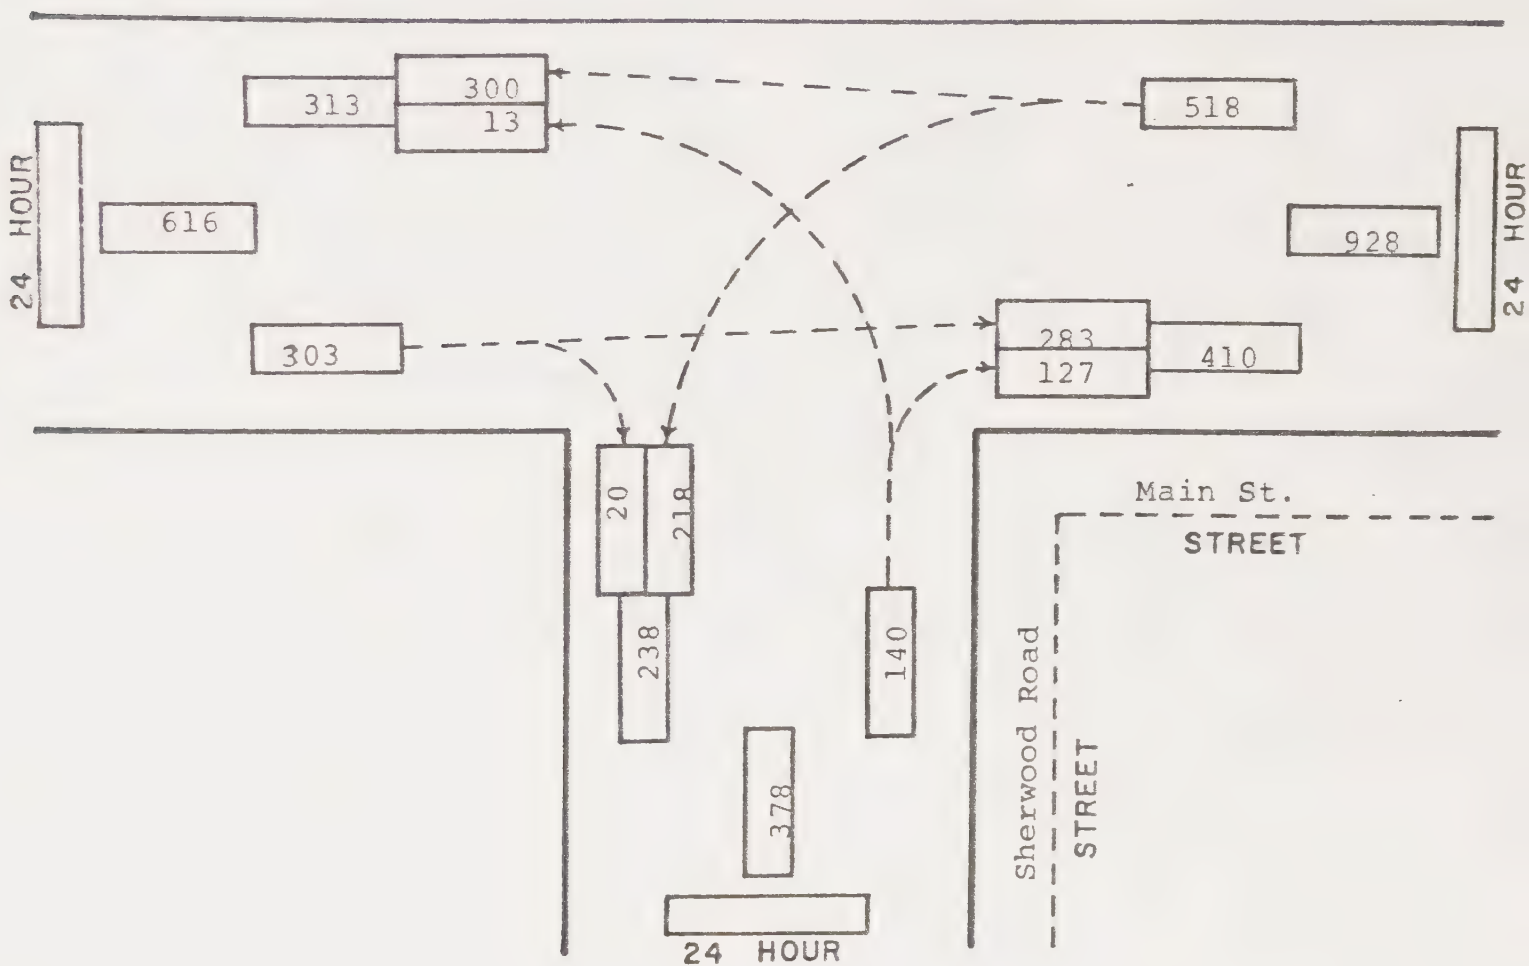 300
313
13
518
24 HOUR
616
928
24 HOUR
303
283
127
410
20
218
Main St.
STREET
238
140
Sherwood Road
STREET
378
24 HOUR